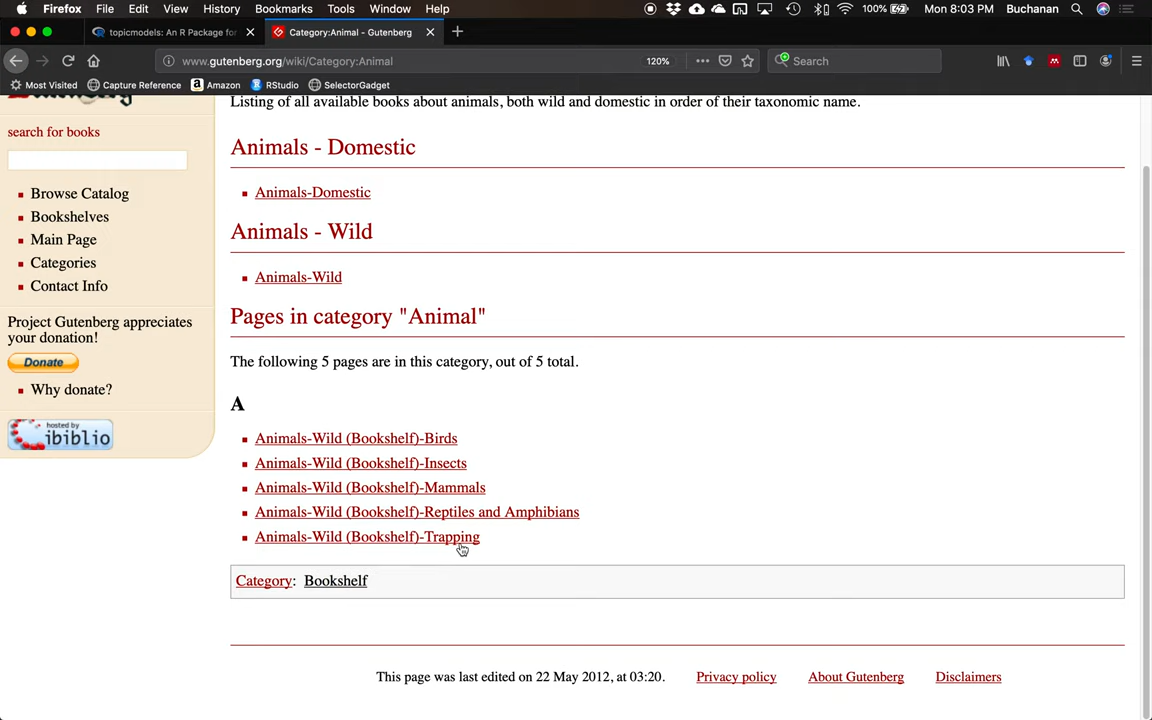 Firefox File Edit View History Bookmarks Tools Window Help 100% Mon 8:03 PM Buchanan
topicmodels: An R Package for Category:Animal - Gutenberg
www.gutenberg.org/wiki/Category:Animal 120% Search
Most Visited Capture Reference Amazon RStudio SelectorGadget
Listing of all available books about animals, both wild and domestic in order of their taxonomic name.
search for books
Animals - Domestic
Animals-Domestic
Browse Catalog
Bookshelves
Main Page
Categories
Contact Info
Animals - Wild
Animals-Wild
Pages in category "Animal"
Project Gutenberg appreciates
your donation!
Donate
Why donate?
hosted by
ibiblio
The following 5 pages are in this category, out of 5 total.
A
Animals-Wild (Bookshelf)-Birds
Animals-Wild (Bookshelf)-Insects
Animals-Wild (Bookshelf)-Mammals
Animals-Wild (Bookshelf)-Reptiles and Amphibians
Animals-Wild (Bookshelf)-Trapping
Category: Bookshelf
This page was last edited on 22 May 2012, at 03:20. Privacy policy About Gutenberg Disclaimers